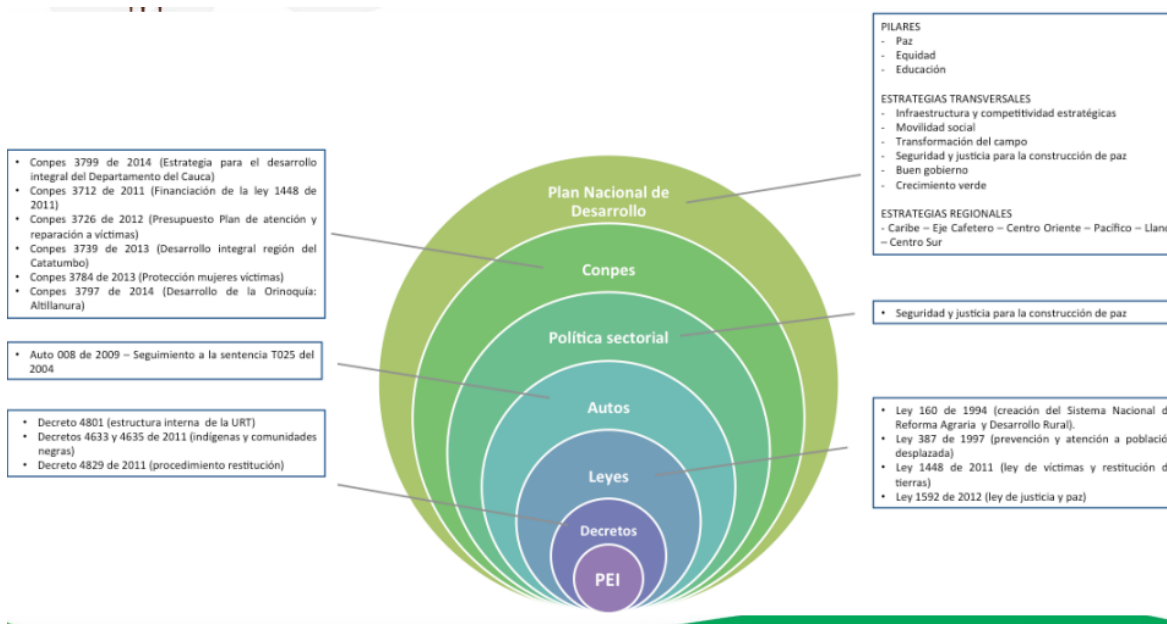 PILARES
- Paz
- Equidad
- Educación
ESTRATEGIAS TRANSVERSALES
- Infraestructura y competitividad estratégicas
- Movilidad social
- Transformación del campo
- Seguridad y justicia para la construcción de paz
- Buen gobierno
- Crecimiento verde
ESTRATEGIAS REGIONALES
- Caribe – Eje Cafetero – Centro Oriente – Pacífico –
– Centro Sur
• Conpes 3799 de 2014 (Estrategia para el desarrollo
integral del Departamento del Cauca)
• Conpes 3712 de 2011 (Financiación de la ley 1448 de
2011)
• Conpes 3726 de 2012 (Presupuesto Plan de atención y
reparación a víctimas)
• Conpes 3739 de 2013 (Desarrollo integral región del
Catatumbo)
• Conpes 3784 de 2013 (Protección mujeres víctimas)
• Conpes 3797 de 2014 (Desarrollo de la Orinoquía:
Altillanura)
Plan Nacional de
Desarrollo
Conpes
Política sectorial
Autos
Leyes
Decretos
PEI
• Seguridad y justicia para la construcción de paz
• Auto 008 de 2009 – Seguimiento a la sentencia T025 del
2004
• Decreto 4801 (estructura interna de la URT)
• Decretos 4633 y 4635 de 2011 (indígenas y comunidades
negras)
• Decreto 4829 de 2011 (procedimiento restitución)
• Ley 160 de 1994 (creación del Sistema Nacional
Reforma Agraria y Desarrollo Rural).
• Ley 387 de 1997 (prevención y atención a
desplazada)
• Ley 1448 de 2011 (ley de víctimas y restitución
tierras)
• Ley 1592 de 2012 (ley de justicia y paz)